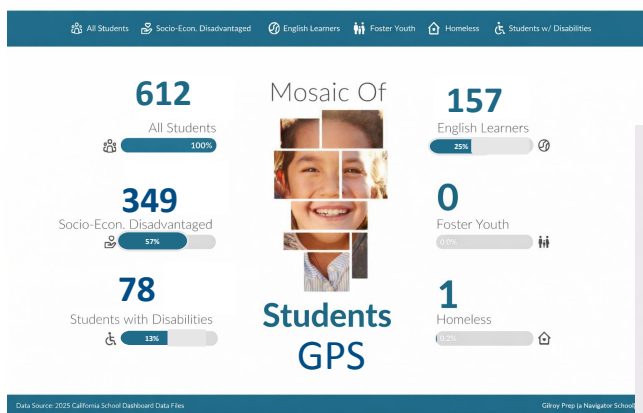 All Students Socio-Econ. Disadvantaged English Learners Foster Youth Homeless Students w/ Disabilities
612
All Students
100%
349
Socio-Econ. Disadvantaged
57%
78
Students with Disabilities
13%
Mosaic Of
Students
GPS
157
English Learners
25%
0
Foster Youth
0.0%
1
Homeless
0.2%
Data Source: 2025 California School Dashboard Data Files
Gilroy Prep (a Navigator School)